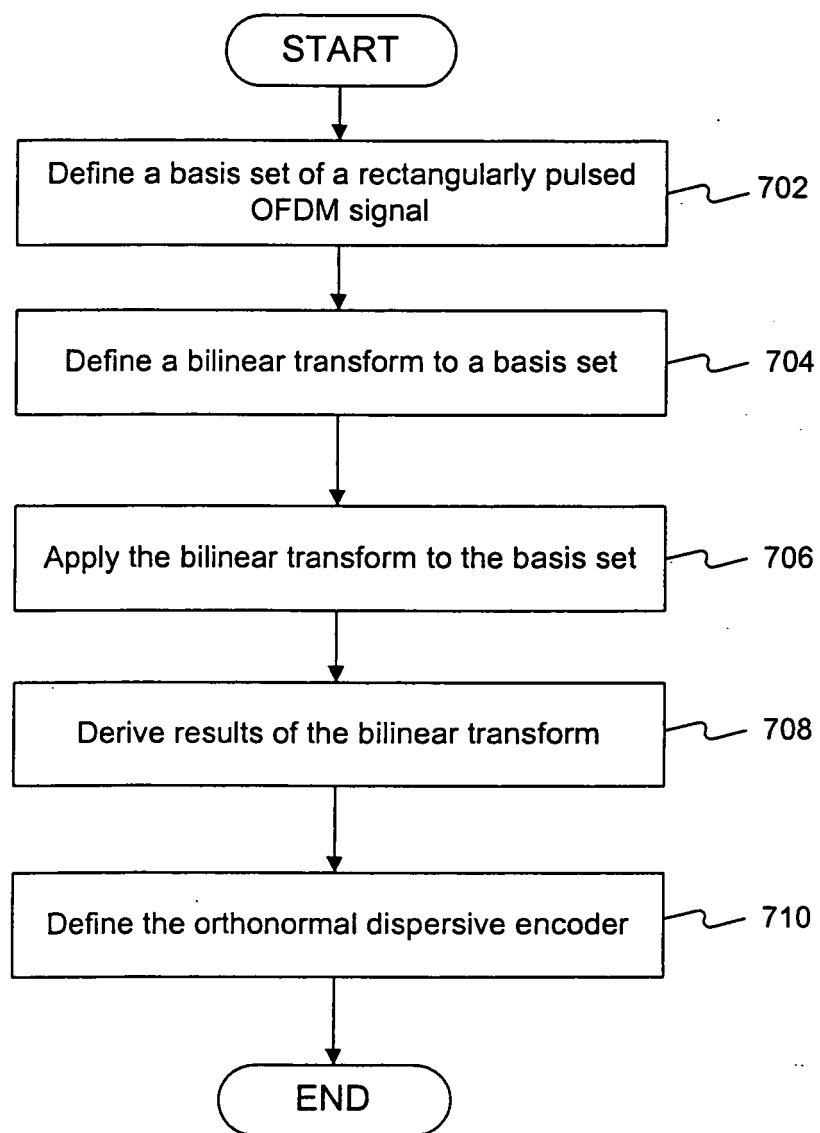 START
Define a basis set of a rectangularly pulsed
OFDM signal
702
Define a bilinear transform to a basis set
704
Apply the bilinear transform to the basis set
706
Derive results of the bilinear transform
708
Define the orthonormal dispersive encoder
710
END